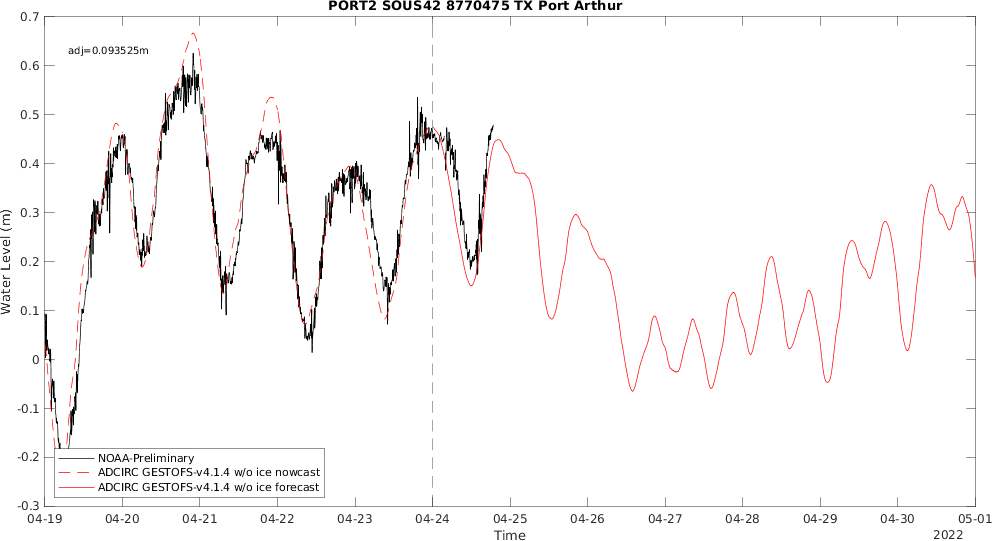 PORT2 SOUS42 8770475 TX Port Arthur
adj=0.093525m
Water Level (m)
0.7
0.6
0.5
0.4
0.3
0.2
0.1
0
-0.1
-0.2
-0.3
NOAA-Preliminary
ADCIRC GESTOFS-v4.1.4 w/o ice nowcast
ADCIRC GESTOFS-v4.1.4 w/o ice forecast
04-19 04-20 04-21 04-22 04-23 04-24 04-25 04-26 04-27 04-28 04-29 04-30 05-01
Time
2022